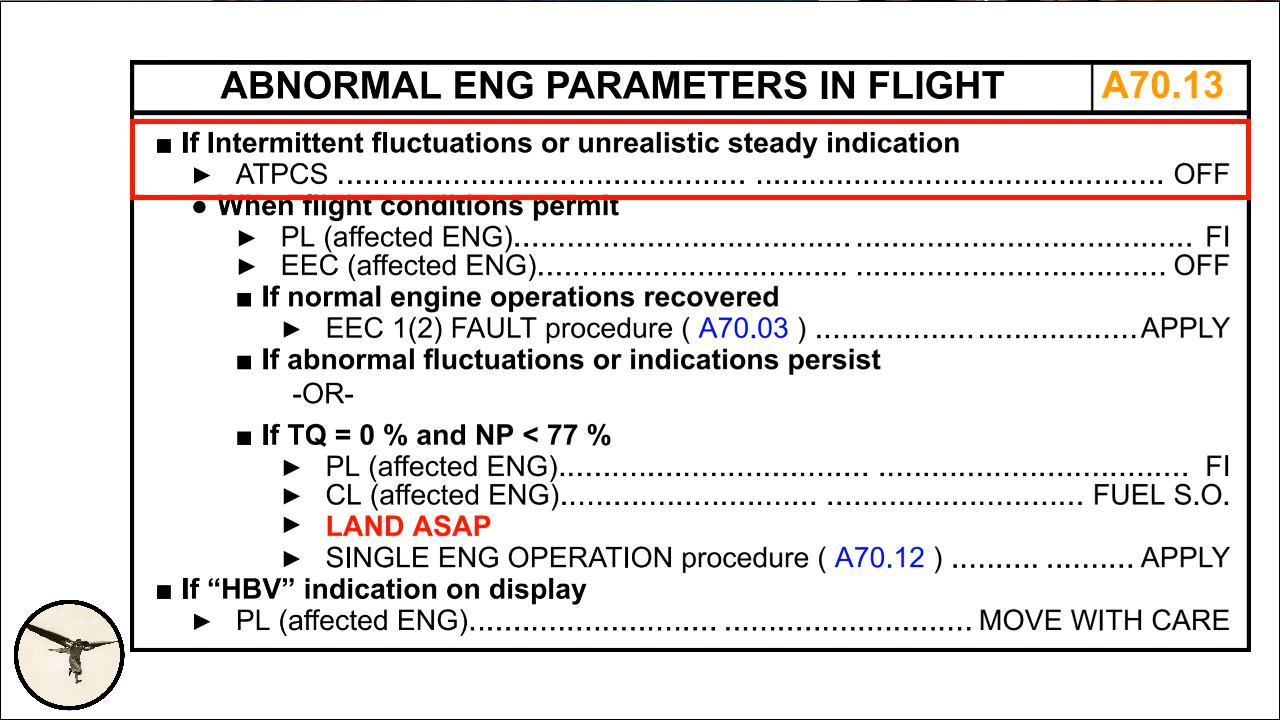 ABNORMAL ENG PARAMETERS IN FLIGHT A70.13
■ If Intermittent fluctuations or unrealistic steady indication
► ATPCS ................................................................................................ OFF
● When flight conditions permit
► PL (affected ENG)........................................................................... FI
► EEC (affected ENG)..................................................................... OFF
■ If normal engine operations recovered
► EEC 1(2) FAULT procedure ( A70.03 ) ....................................APPLY
■ If abnormal fluctuations or indications persist
-OR-
■ If TQ = 0 % and NP < 77 %
► PL (affected ENG)..................................................................... FI
► CL (affected ENG).......................................................... FUEL S.O.
► LAND ASAP
► SINGLE ENG OPERATION procedure ( A70.12 ) .......... .......... APPLY
■ If “HBV” indication on display
► PL (affected ENG)........................................................ MOVE WITH CARE